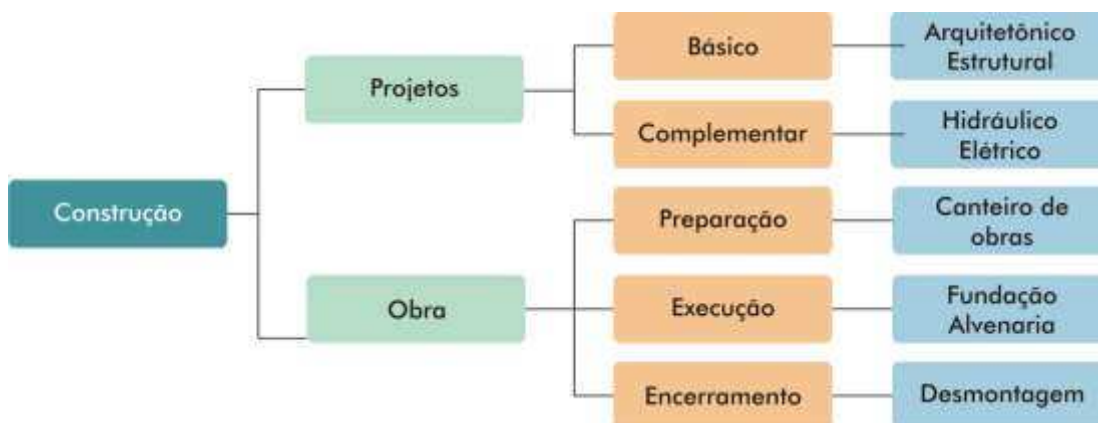 Construção
Projetos
Básico
Arquitetônico
Estrutural
Complementar
Hidráulico
Elétrico
Obra
Preparação
Canteiro de
obras
Execução
Fundação
Alvenaria
Encerramento
Desmontagem